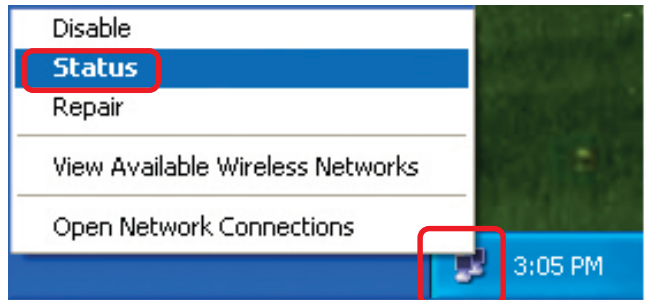 Disable
Status
Repair
View Available Wireless Networks
Open Network Connections
3:05 PM